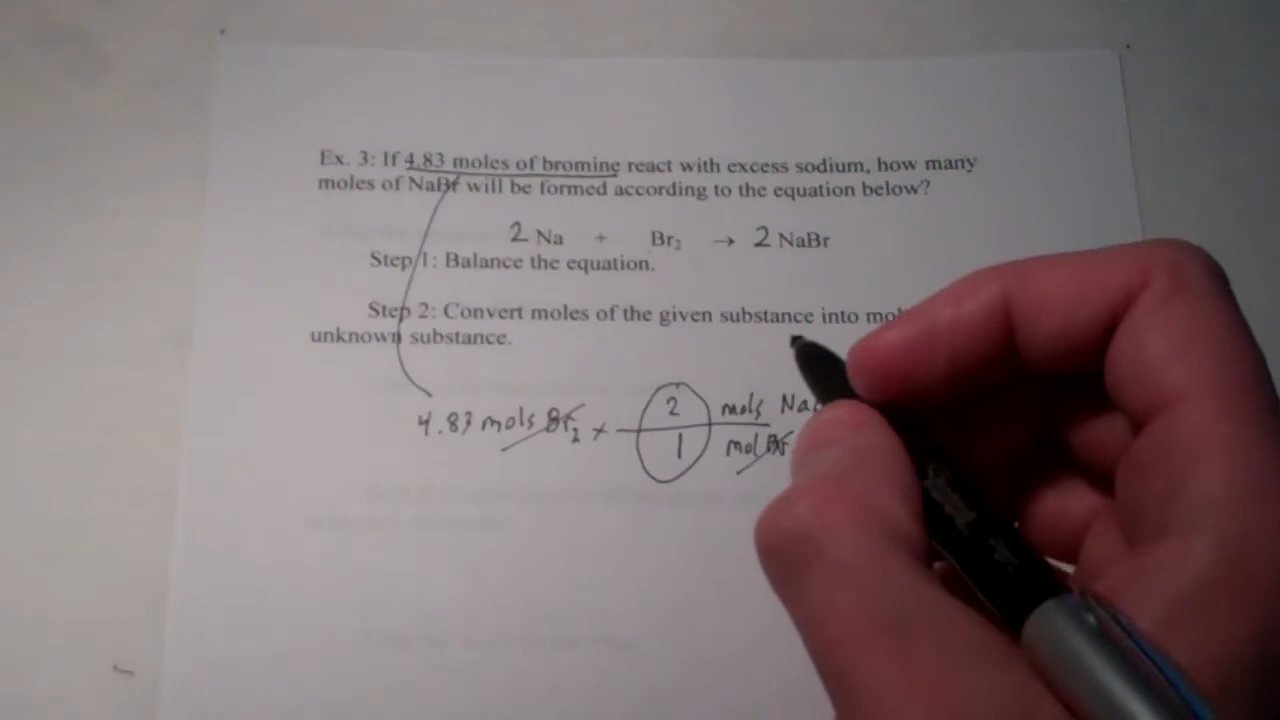 Ex. 3: If 4.83 moles of bromine react with excess sodium, how many
moles of NaBr will be formed according to the equation below?
2 Na + Br₂ → 2 NaBr
Step 1: Balance the equation.
Step 2: Convert moles of the given substance into
unknown substance.
4.83 mols Br₂ × 2 mols
1 mol Br